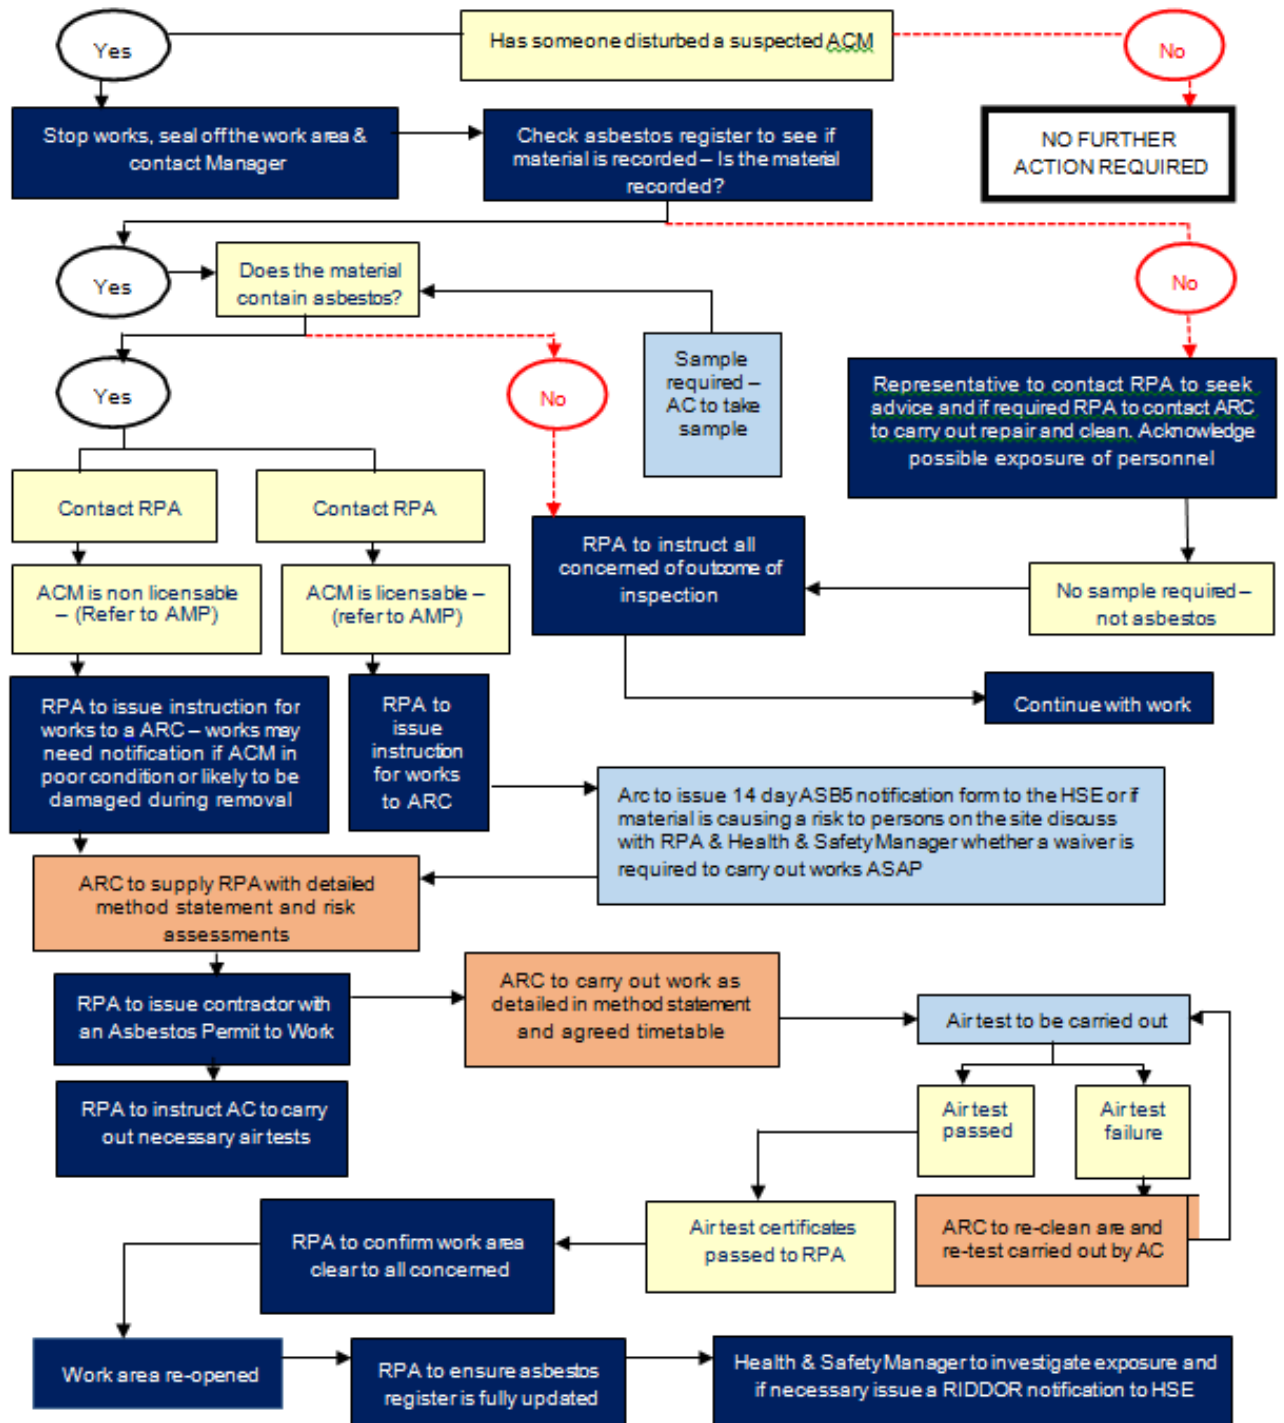 Yes
Has someone disturbed a suspected ACM
No
Stop works, seal off the work area &
contact Manager
Check asbestos register to see if
material is recorded – Is the material
recorded?
NO FURTHER
ACTION REQUIRED
Yes
Does the material
contain asbestos?
No
Yes
No
Sample
required –
AC to take
sample
Representative to contact RPA to seek
advice and if required RPA to contact ARC
to carry out repair and clean. Acknowledge
possible exposure of personnel
Contact RPA
Contact RPA
RPA to instruct all
concerned of outcome of
inspection
No sample required –
not asbestos
ACM is non licensable
– (Refer to AMP)
ACM is licensable –
(refer to AMP)
RPA to issue instruction for
works to a ARC – works may
need notification if ACM in
poor condition or likely to be
damaged during removal
RPA to
issue
instruction
for works
to ARC
Continue with work
Arc to issue 14 day ASB5 notification form to the HSE or if
material is causing a risk to persons on the site discuss
with RPA & Health & Safety Manager whether a waiver is
required to carry out works ASAP
ARC to supply RPA with detailed
method statement and risk
assessments
RPA to issue contractor with
an Asbestos Permit to Work
ARC to carry out work as
detailed in method statement
and agreed timetable
Air test to be carried out
RPA to instruct AC to carry
out necessary air tests
Air test
passed
Air test
failure
RPA to confirm work area
clear to all concerned
Air test certificates
passed to RPA
ARC to re-clean are and
re-test carried out by AC
Work area re-opened
RPA to ensure asbestos
register is fully updated
Health & Safety Manager to investigate exposure and
if necessary issue a RIDDOR notification to HSE